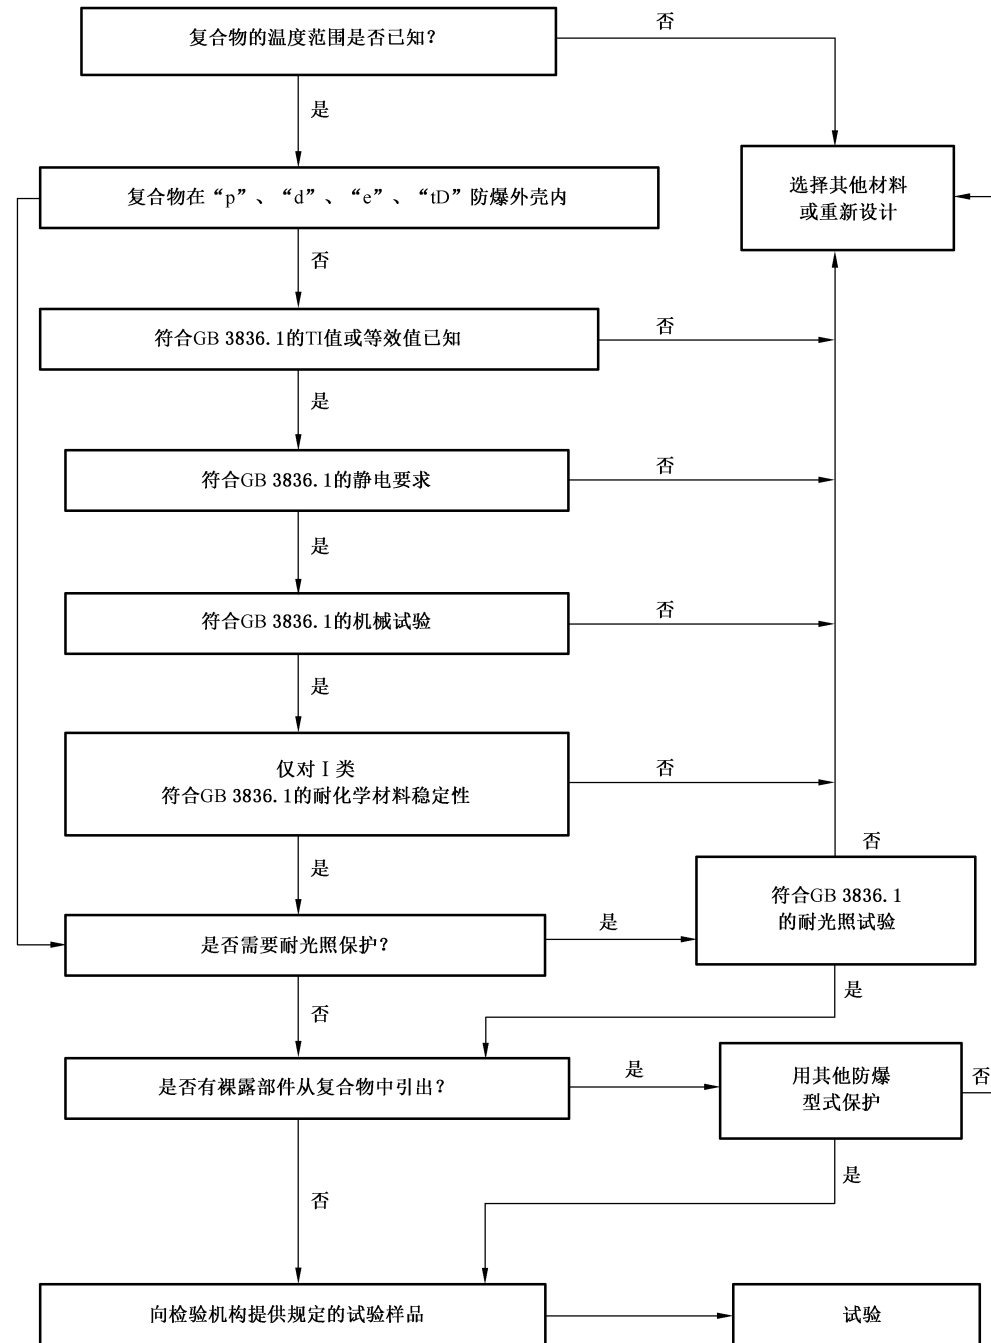 复合物的温度范围是否已知？
否
是
复合物在“p”、“d”、“e”、“tD”防爆外壳内
选择其他材料
或重新设计
否
符合GB 3836.1的TI值或等效值已知
否
是
符合GB 3836.1的静电要求
否
是
符合GB 3836.1的机械试验
否
是
仅对Ⅰ类
符合GB 3836.1的耐化学材料稳定性
否
是
否
符合GB 3836.1
的耐光照试验
是否需要耐光照保护？
是
是
否
是否有裸露部件从复合物中引出？
是
用其他防爆
型式保护
否
是
否
向检验机构提供规定的试验样品
试验